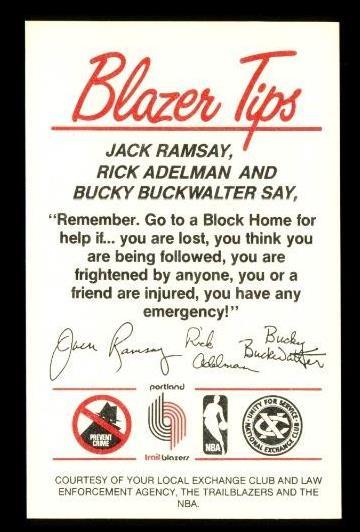 Blazer Tips
JACK RAMSAY,
RICK ADELMAN AND
BUCKY BUCKWALTER SAY,
"Remember. Go to a Block Home for
help if... you are lost, you think you
are being followed, you are
frightened by anyone, you or a
friend are injured, you have any
emergency!"
Jack Ramsay
Rick
Adelman
Bucky
Buckwalter
PREVENT
CRIME
portland
trail blazers
NBA
UNITY FOR SERVICE
NATIONAL EXCHANGE CLUB
COURTESY OF YOUR LOCAL EXCHANGE CLUB AND LAW
ENFORCEMENT AGENCY, THE TRAILBLAZERS AND THE
NBA.